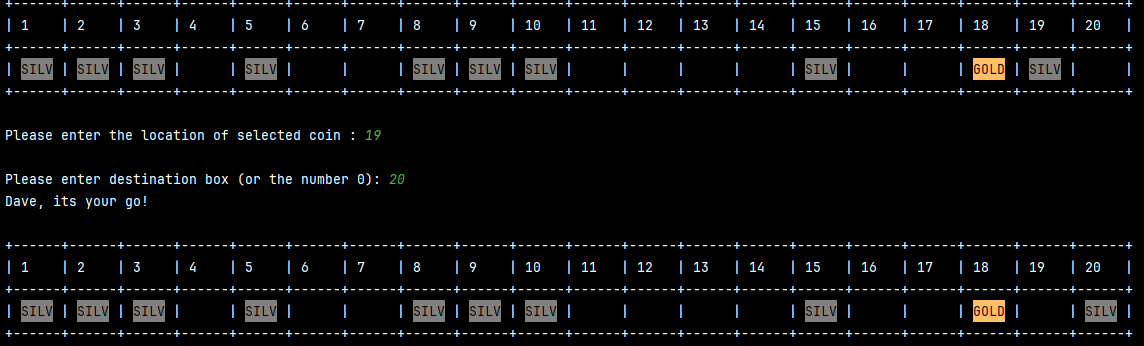 +------+------+------+------+------+------+------+------+------+------+------+------+------+------+------+------+------+------+------+------+
| 1    | 2    | 3    | 4    | 5    | 6    | 7    | 8    | 9    | 10   | 11   | 12   | 13   | 14   | 15   | 16   | 17   | 18   | 19   | 20   |
+------+------+------+------+------+------+------+------+------+------+------+------+------+------+------+------+------+------+------+------+
| SILV | SILV | SILV |      | SILV |      |      | SILV | SILV | SILV |      |      |      |      | SILV |      |      | GOLD | SILV |      |
+------+------+------+------+------+------+------+------+------+------+------+------+------+------+------+------+------+------+------+------+
Please enter the location of selected coin : 19
Please enter destination box (or the number 0): 20
Dave, its your go!
+------+------+------+------+------+------+------+------+------+------+------+------+------+------+------+------+------+------+------+------+
| 1    | 2    | 3    | 4    | 5    | 6    | 7    | 8    | 9    | 10   | 11   | 12   | 13   | 14   | 15   | 16   | 17   | 18   | 19   | 20   |
+------+------+------+------+------+------+------+------+------+------+------+------+------+------+------+------+------+------+------+------+
| SILV | SILV | SILV |      | SILV |      |      | SILV | SILV | SILV |      |      |      |      | SILV |      |      | GOLD |      | SILV |
+------+------+------+------+------+------+------+------+------+------+------+------+------+------+------+------+------+------+------+------+